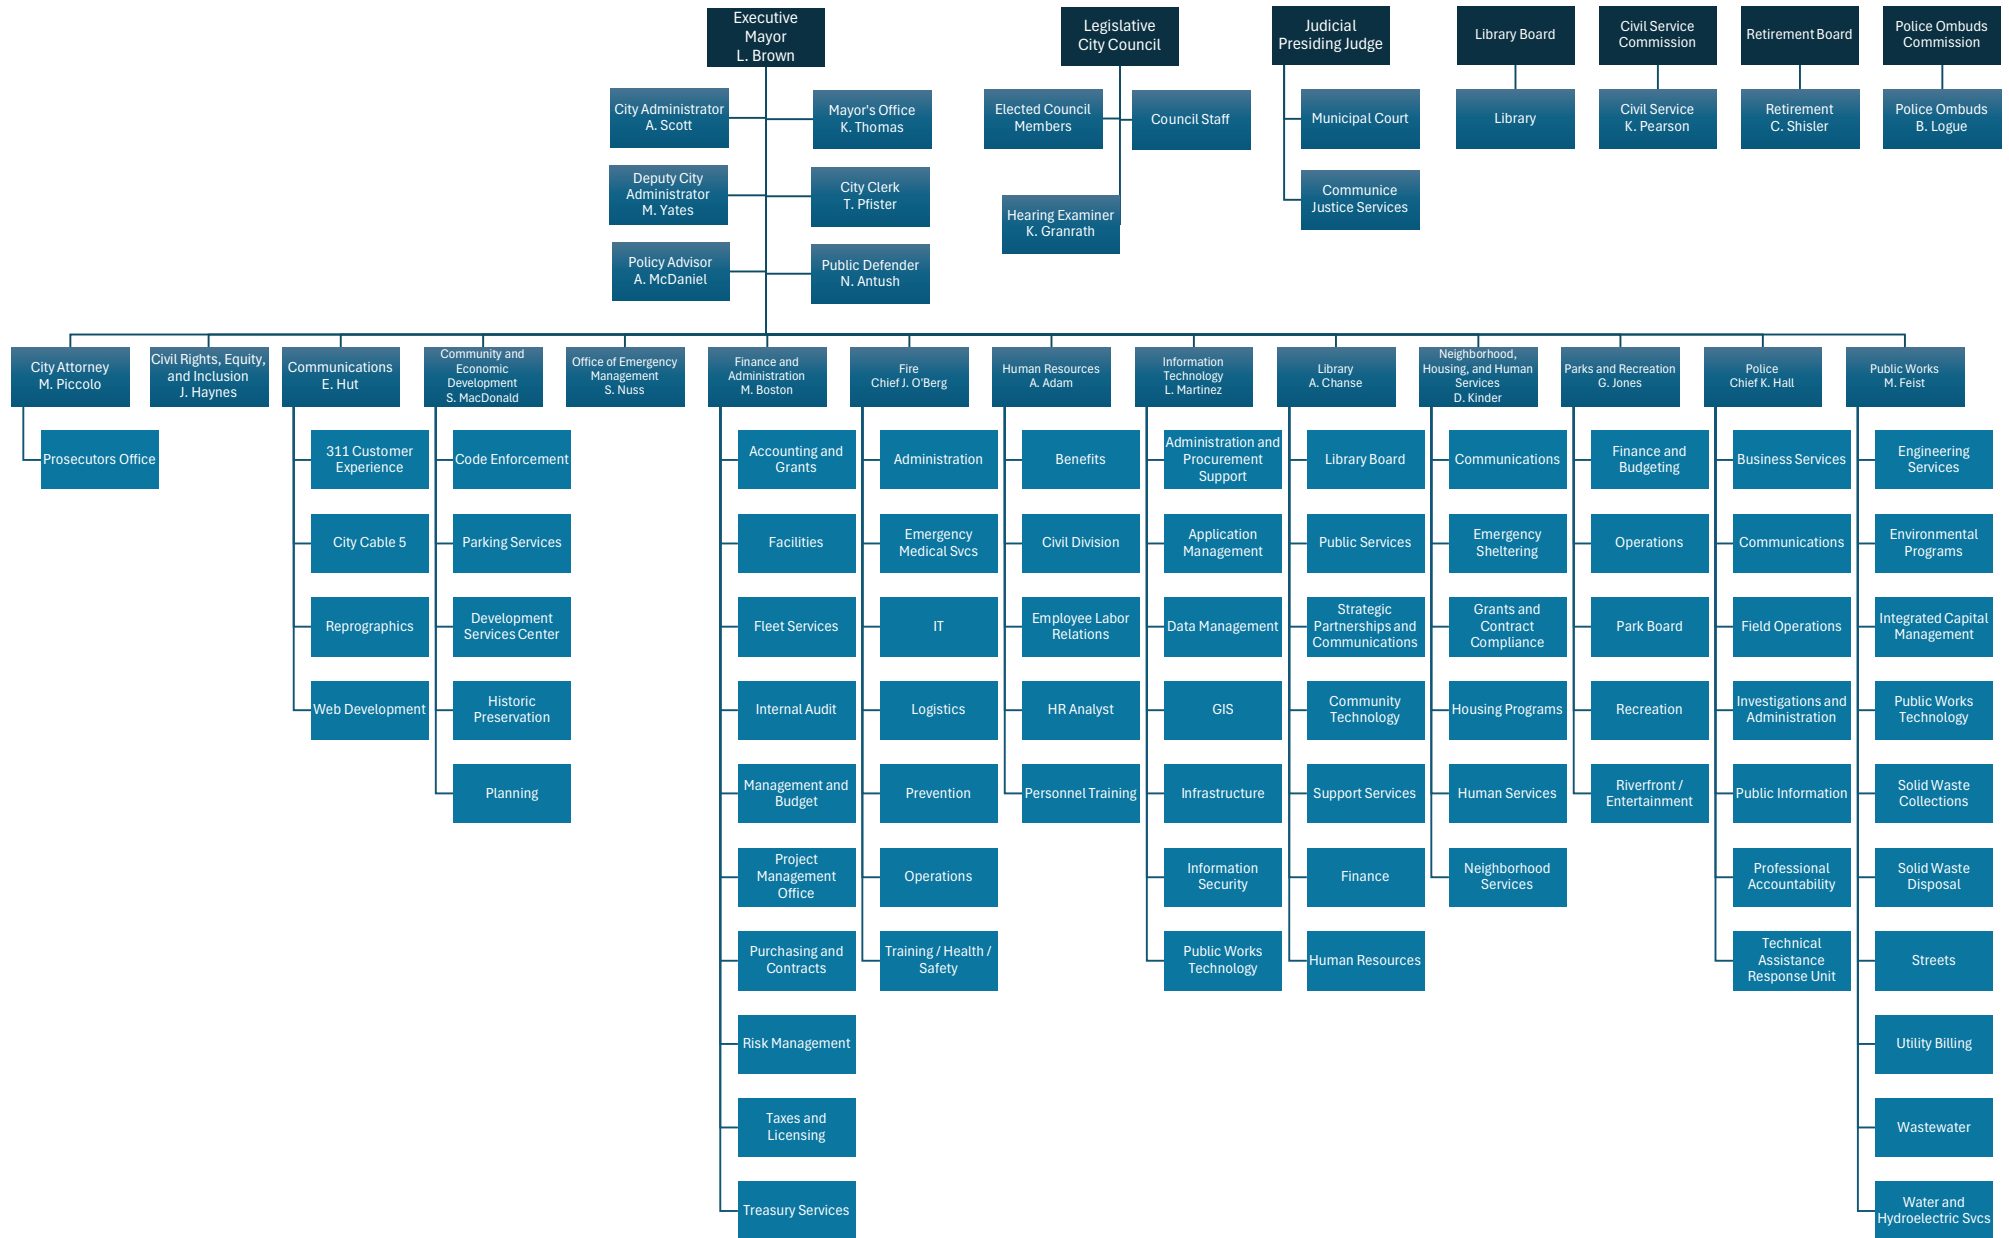 Executive
Mayor
L. Brown
Legislative
City Council
Judicial
Presiding Judge
Library Board
Civil Service
Commission
Retirement Board
Police Ombuds
Commission
City Administrator
A. Scott
Mayor's Office
K. Thomas
Elected Council
Members
Council Staff
Municipal Court
Library
Civil Service
K. Pearson
Retirement
C. Shisler
Police Ombuds
B. Logue
Deputy City
Administrator
M. Yates
City Clerk
T. Pfister
Hearing Examiner
K. Granrath
Communice
Justice Services
Policy Advisor
A. McDaniel
Public Defender
N. Antush
City Attorney
M. Piccolo
Civil Rights, Equity,
and Inclusion
J. Haynes
Communications
E. Hut
Community and
Economic
Development
S. MacDonald
Office of Emergency
Management
S. Nuss
Finance and
Administration
M. Boston
Fire
Chief J. O'Berg
Human Resources
A. Adam
Information
Technology
L. Martinez
Library
A. Chanse
Neighborhood,
Housing, and Human
Services
D. Kinder
Parks and Recreation
G. Jones
Police
Chief K. Hall
Public Works
M. Feist
Prosecutors Office
311 Customer
Experience
City Cable 5
Reprographics
Web Development
Code Enforcement
Parking Services
Development
Services Center
Historic
Preservation
Planning
Accounting and
Grants
Facilities
Fleet Services
Internal Audit
Management and
Budget
Project
Management
Office
Purchasing and
Contracts
Risk Management
Taxes and
Licensing
Treasury Services
Administration
Emergency
Medical Svcs
IT
Logistics
Prevention
Operations
Training / Health /
Safety
Benefits
Civil Division
Employee Labor
Relations
HR Analyst
Personnel Training
Administration and
Procurement
Support
Application
Management
Data Management
GIS
Infrastructure
Information
Security
Public Works
Technology
Library Board
Public Services
Strategic
Partnerships and
Communications
Community
Technology
Support Services
Finance
Human Resources
Communications
Emergency
Sheltering
Grants and
Contract
Compliance
Housing Programs
Human Services
Neighborhood
Services
Finance and
Budgeting
Operations
Park Board
Recreation
Riverfront /
Entertainment
Business Services
Communications
Field Operations
Investigations and
Administration
Public Information
Professional
Accountability
Technical
Assistance
Response Unit
Engineering
Services
Environmental
Programs
Integrated Capital
Management
Public Works
Technology
Solid Waste
Collections
Solid Waste
Disposal
Streets
Utility Billing
Wastewater
Water and
Hydroelectric Svcs